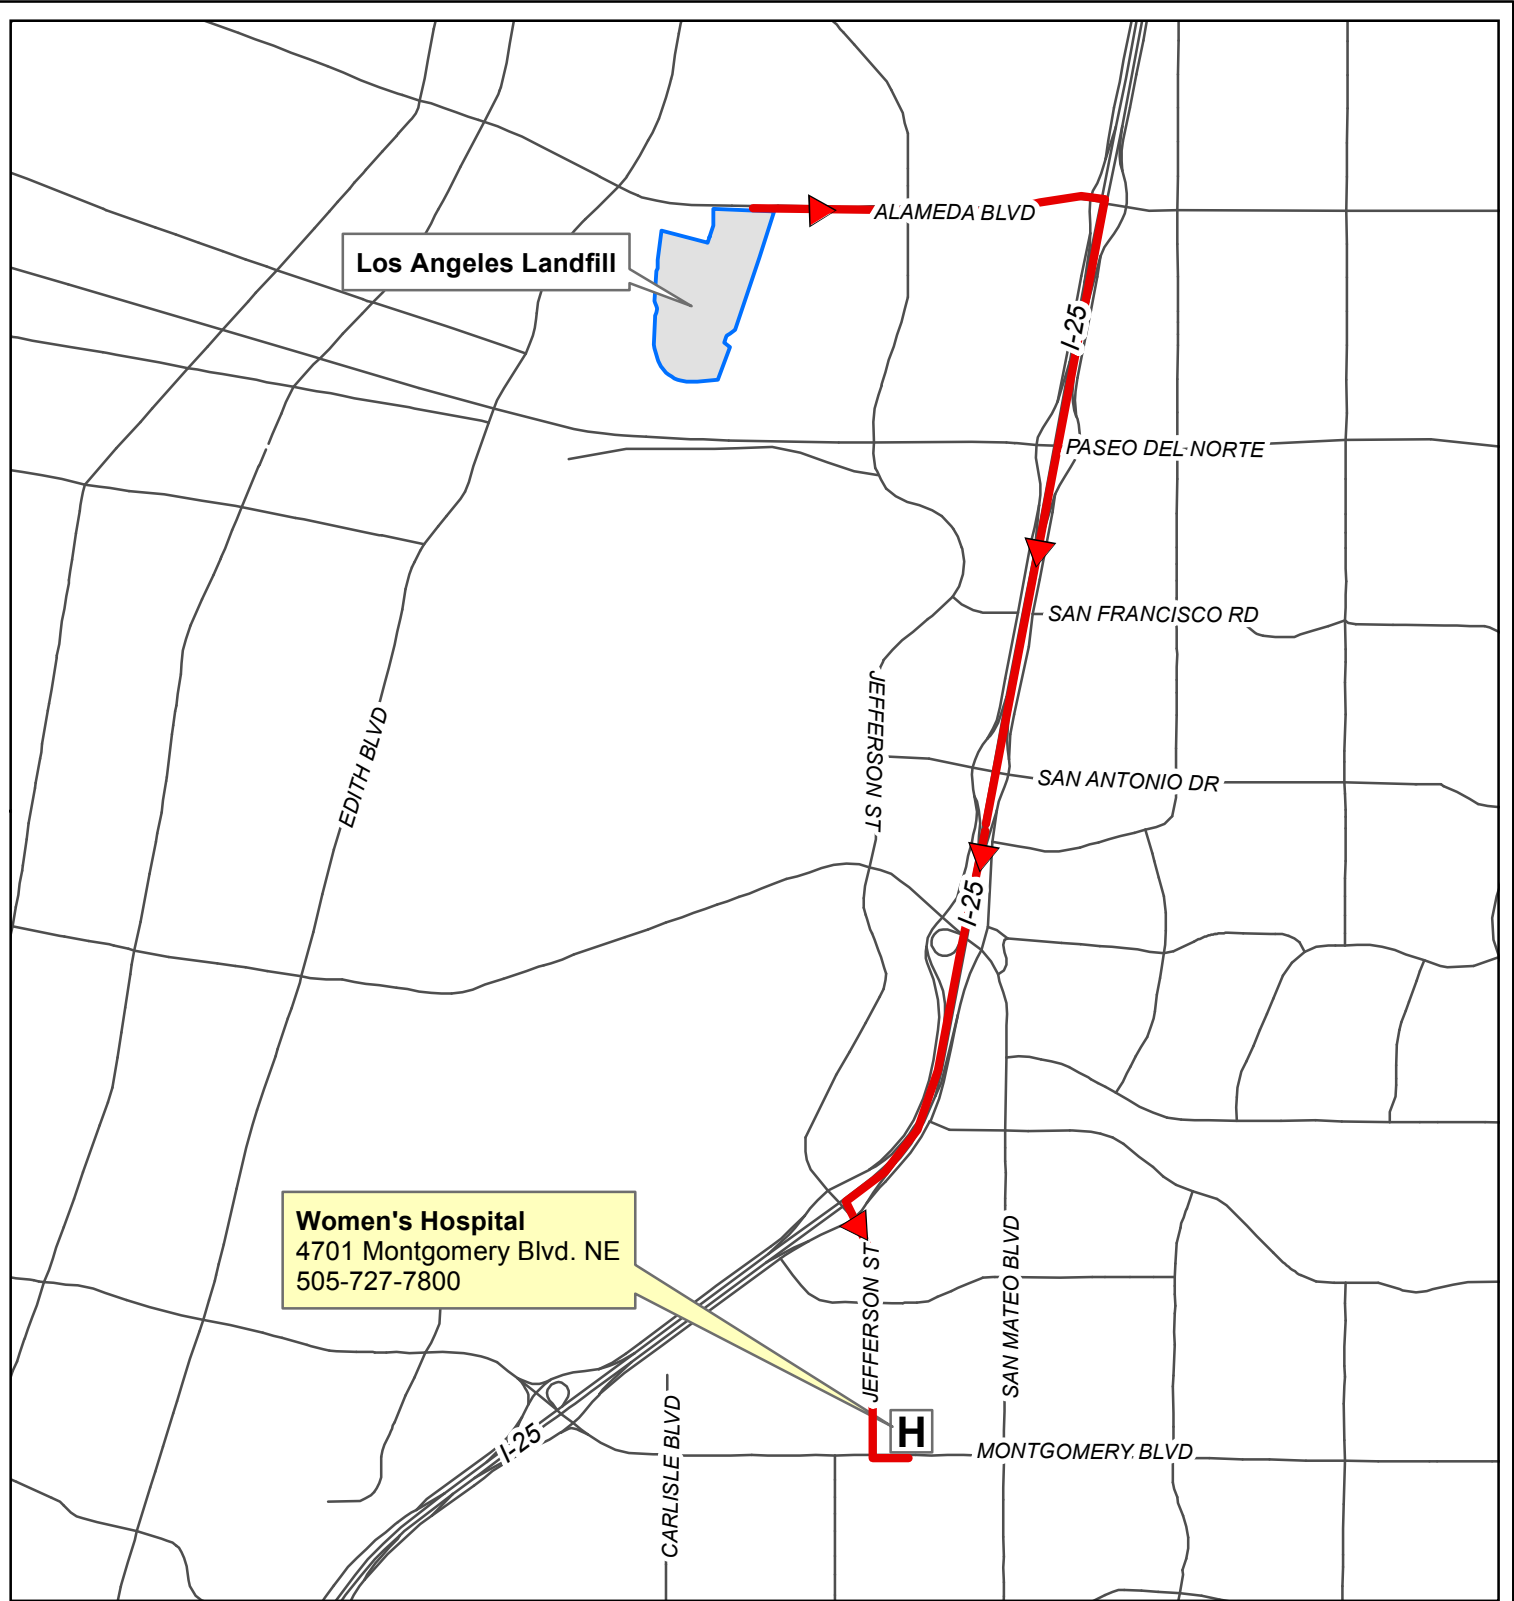 ALAMEDA BLVD
Los Angeles Landfill
I-25
PASEO DEL NORTE
SAN FRANCISCO RD
JEFFERSON ST
EDITH BLVD
SAN ANTONIO DR
I-25
Women's Hospital
4701 Montgomery Blvd. NE
505-727-7800
JEFFERSON ST
SAN MATEO BLVD
H
I-25
CARLISLE BLVD
MONTGOMERY BLVD